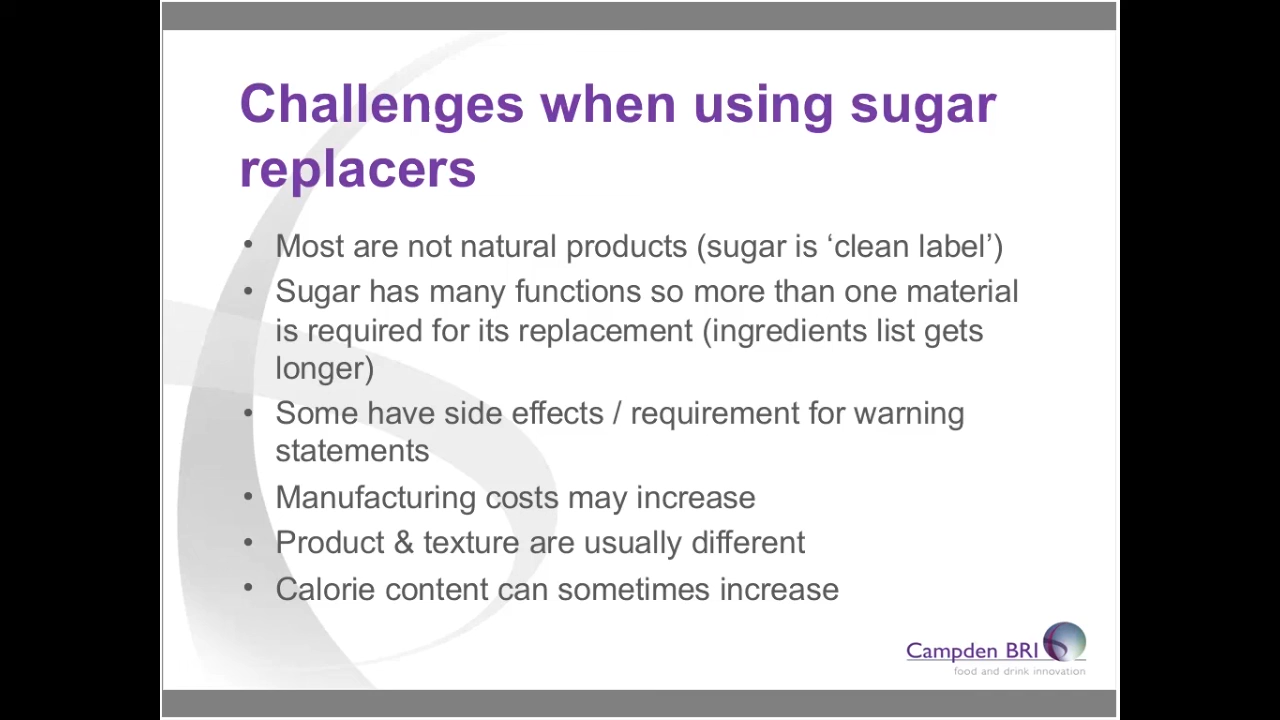 Challenges when using sugar
replacers
• Most are not natural products (sugar is ‘clean label’)
• Sugar has many functions so more than one material
is required for its replacement (ingredients list gets
longer)
• Some have side effects / requirement for warning
statements
• Manufacturing costs may increase
• Product & texture are usually different
• Calorie content can sometimes increase
Campden BRI
food and drink innovation